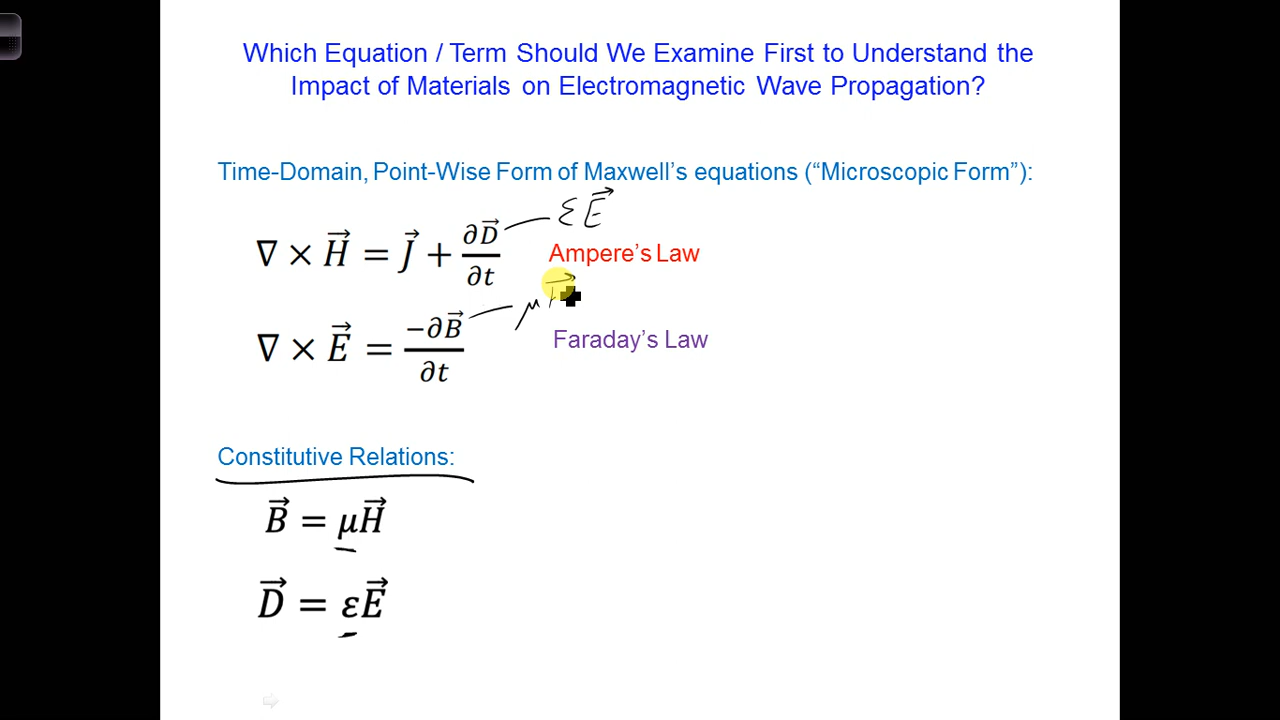 Which Equation / Term Should We Examine First to Understand the
Impact of Materials on Electromagnetic Wave Propagation?
Time-Domain, Point-Wise Form of Maxwell's equations (“Microscopic Form”):
εE⃗
∇ × H⃗ = J⃗ + ∂D⃗/∂t Ampere's Law
μ
∇ × E⃗ = −∂B⃗/∂t Faraday's Law
Constitutive Relations:
B⃗ = μH⃗
D⃗ = εE⃗